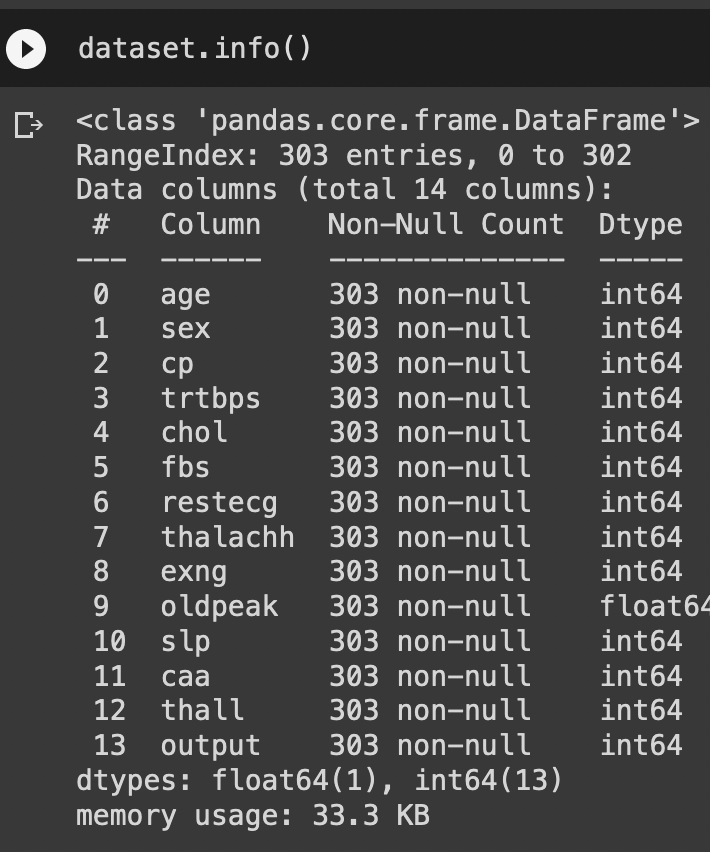 dataset.info()
<class 'pandas.core.frame.DataFrame'>
RangeIndex: 303 entries, 0 to 302
Data columns (total 14 columns):
 #   Column    Non-Null Count  Dtype
---  ------    --------------  -----
 0   age       303 non-null    int64
 1   sex       303 non-null    int64
 2   cp        303 non-null    int64
 3   trtbps    303 non-null    int64
 4   chol      303 non-null    int64
 5   fbs       303 non-null    int64
 6   restecg   303 non-null    int64
 7   thalachh  303 non-null    int64
 8   exng      303 non-null    int64
 9   oldpeak   303 non-null    float64
 10  slp       303 non-null    int64
 11  caa       303 non-null    int64
 12  thall     303 non-null    int64
 13  output    303 non-null    int64
dtypes: float64(1), int64(13)
memory usage: 33.3 KB